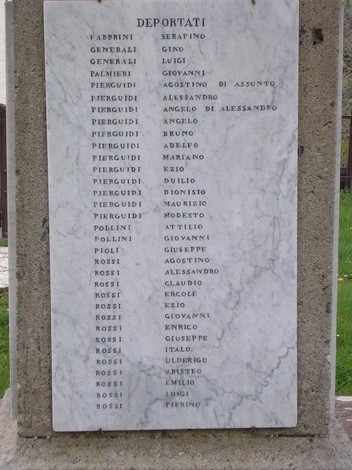 DEPORTATI
FABBRINI SERAFINO
GENERALI GINO
GENERALI LUIGI
PALMIERI GIOVANNI
PIERGUIDI AGOSTINO DI ASSUNTO
PIERGUIDI ALESSANDRO
PIERGUIDI ANGELO DI ALESSANDRO
PIERGUIDI ANGELO
PIERGUIDI BRUNO
PIERGUIDI ADELFO
PIERGUIDI MARIANO
PIERGUIDI EZIO
PIERGUIDI DUILIO
PIERGUIDI DIONISIO
PIERGUIDI MAURIZIO
PIERGUIDI MODESTO
POLLINI ATTILIO
POLLINI GIOVANNI
PIOLI GIUSEPPE
ROSSI AGOSTINO
ROSSI ALESSANDRO
ROSSI CLAUDIO
ROSSI ERCOLE
ROSSI EZIO
ROSSI GIOVANNI
ROSSI ENRICO
ROSSI GIUSEPPE
ROSSI ITALO
ROSSI ULDERIGO
ROSSI ARISTEO
ROSSI EMILIO
ROSSI LUIGI
ROSSI PIERINO